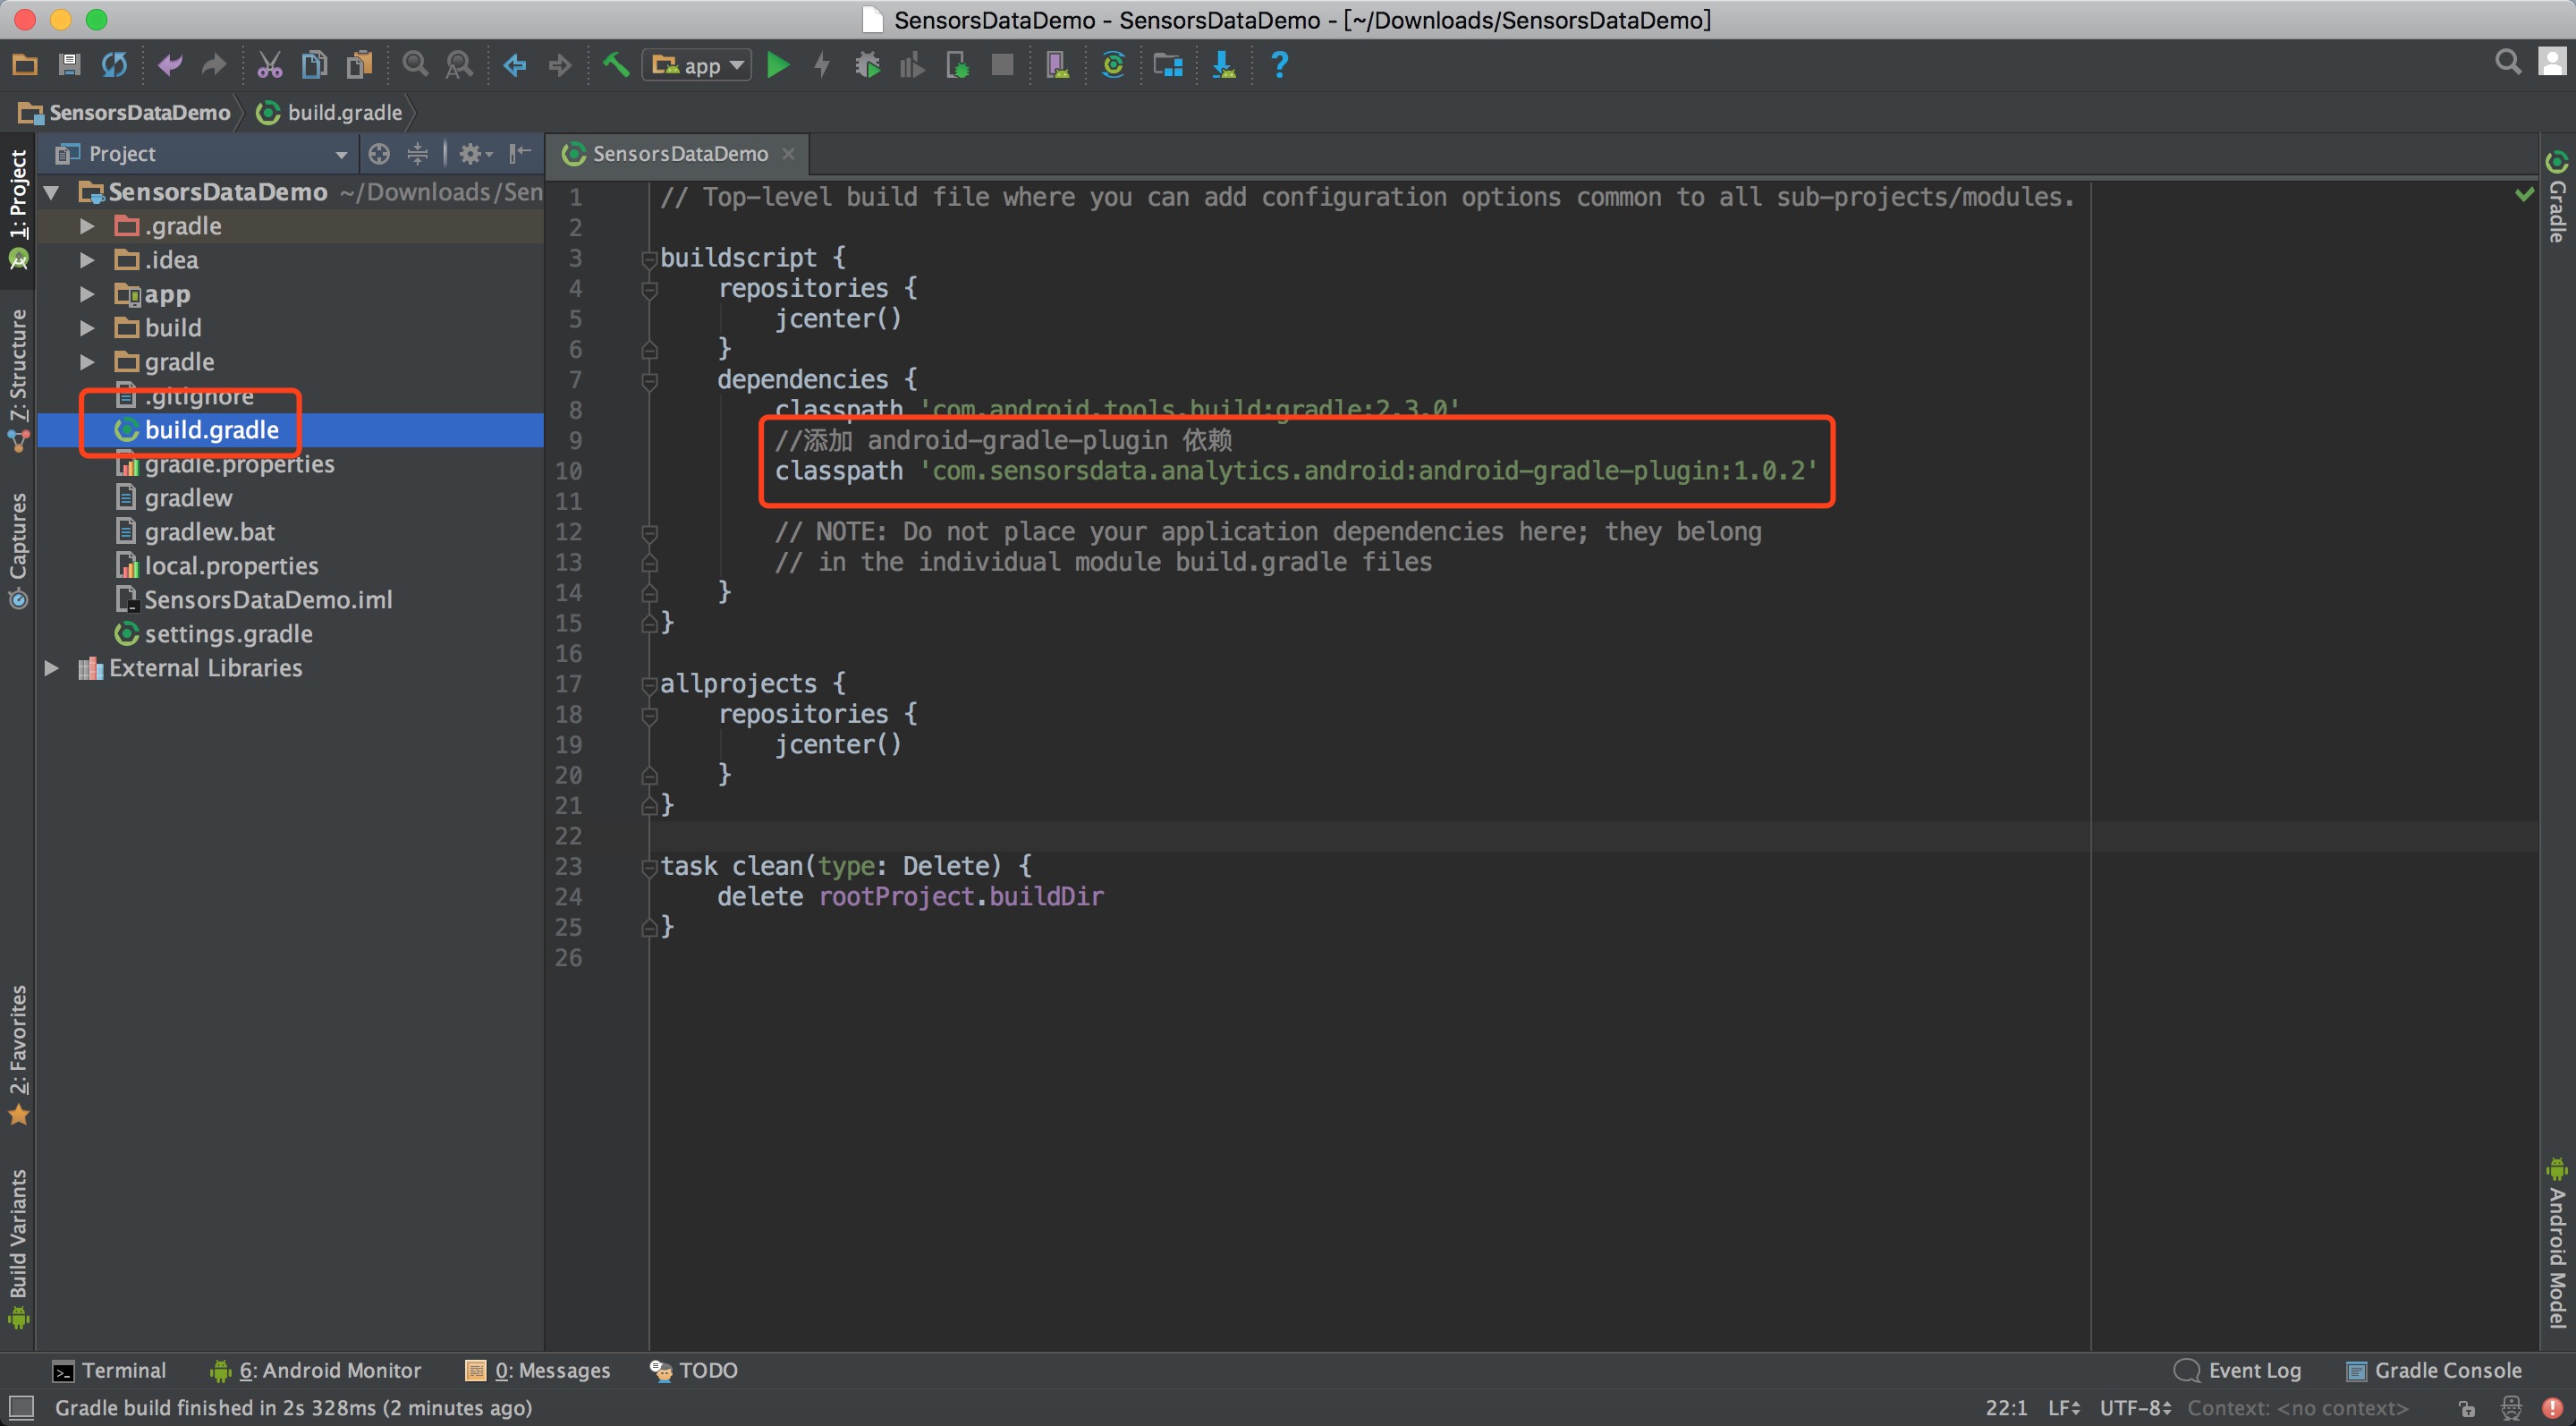 SensorsDataDemo - SensorsDataDemo - [~/Downloads/SensorsDataDemo]
app
SensorsDataDemo
build.gradle
1: Project
7: Structure
Captures
2: Favorites
Build Variants
Project
SensorsDataDemo ~/Downloads/Sen
.gradle
.idea
app
build
gradle
.gitignore
build.gradle
gradle.properties
gradlew
gradlew.bat
local.properties
SensorsDataDemo.iml
settings.gradle
External Libraries
SensorsDataDemo
1 // Top-level build file where you can add configuration options common to all sub-projects/modules.
2
3 buildscript {
4 repositories {
5 jcenter()
6 }
7 dependencies {
8 classpath 'com.android.tools.build:gradle:2.3.0'
9 //添加 android-gradle-plugin 依赖
10 classpath 'com.sensorsdata.analytics.android:android-gradle-plugin:1.0.2'
11
12 // NOTE: Do not place your application dependencies here; they belong
13 // in the individual module build.gradle files
14 }
15 }
16
17 allprojects {
18 repositories {
19 jcenter()
20 }
21 }
22
23 task clean(type: Delete) {
24 delete rootProject.buildDir
25 }
26
Gradle
Android Model
Terminal
6: Android Monitor
0: Messages
TODO
Event Log
Gradle Console
Gradle build finished in 2s 328ms (2 minutes ago)
22:1
LF
UTF-8
Context: <no context>